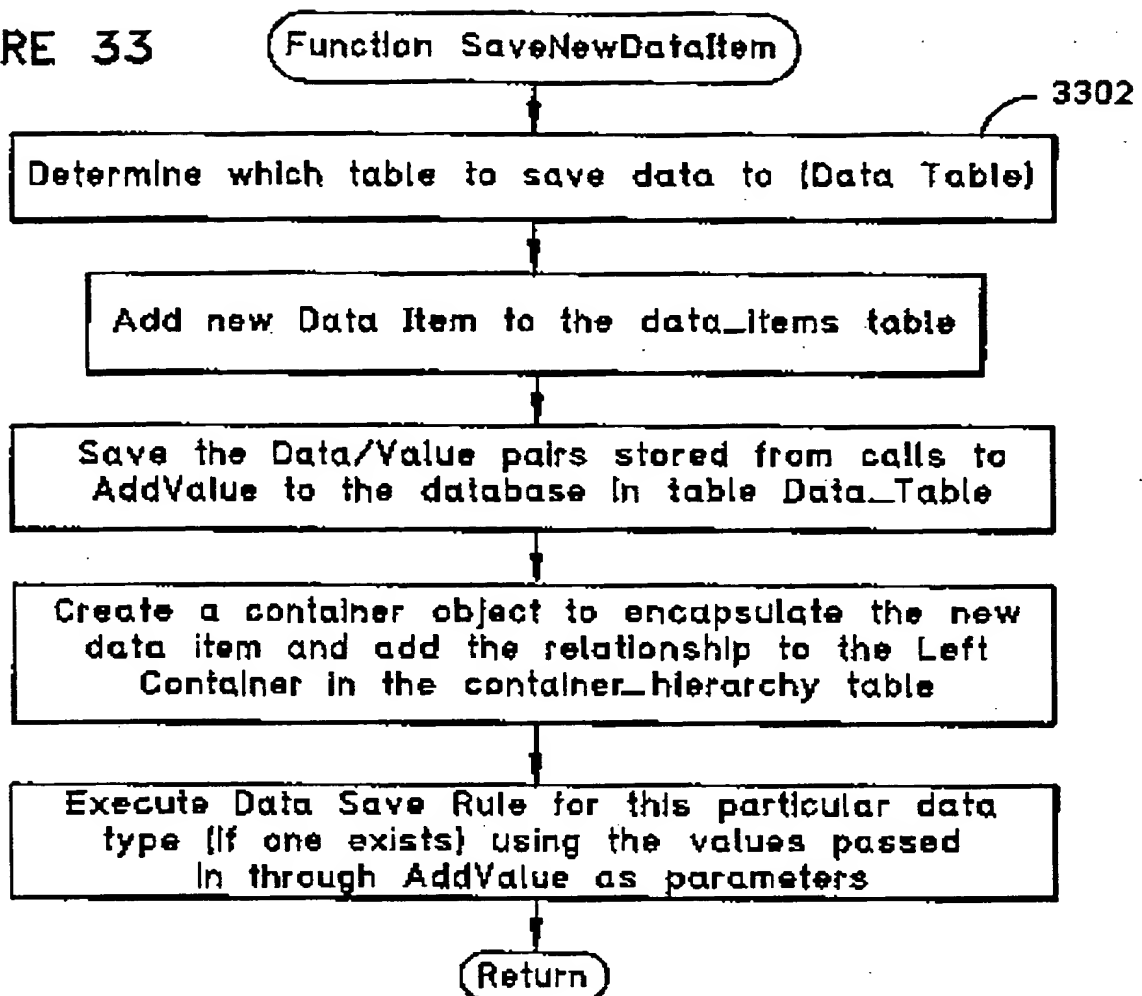 RE 33
Function SaveNewDataItem
3302
Determine which table to save data to (Data Table)
Add new Data Item to the data_items table
Save the Data/Value pairs stored from calls to
AddValue to the database in table Data_Table
Create a container object to encapsulate the new
data item and add the relationship to the Left
Container in the container_hierarchy table
Execute Data Save Rule for this particular data
type (if one exists) using the values passed
in through AddValue as parameters
Return